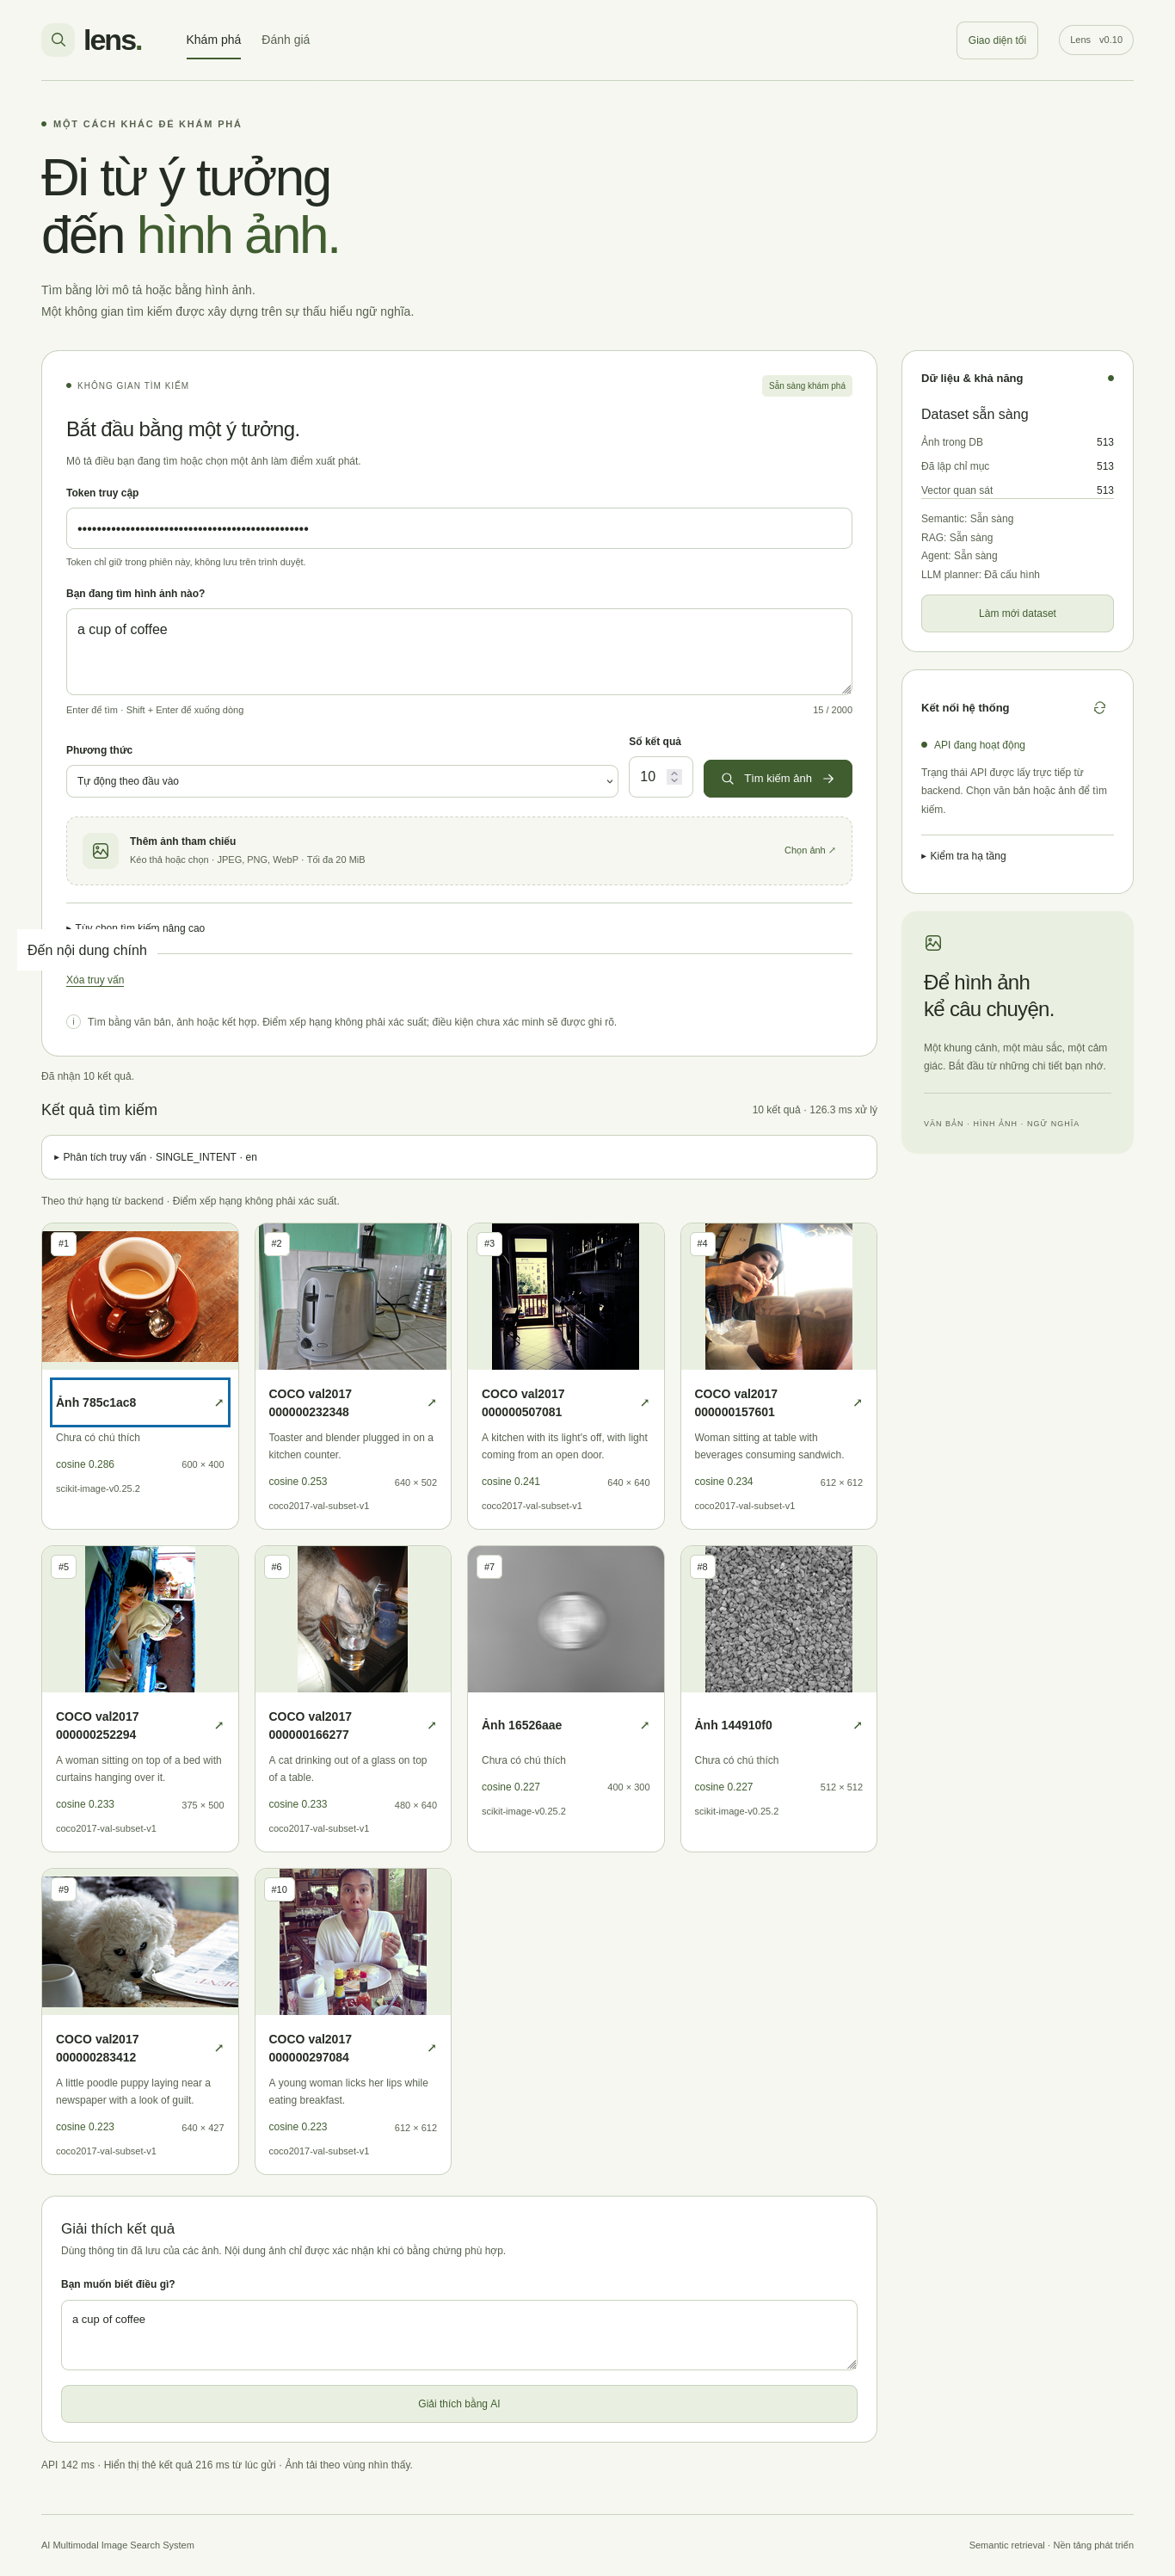 lens.
Khám phá
Đánh giá
Giao diện tối
Lens v0.10
MỘT CÁCH KHÁC ĐỂ KHÁM PHÁ
Đi từ ý tưởng
đến hình ảnh.
Tìm bằng lời mô tả hoặc bằng hình ảnh.
Một không gian tìm kiếm được xây dựng trên sự thấu hiểu ngữ nghĩa.
KHÔNG GIAN TÌM KIẾM
Sẵn sàng khám phá
Bắt đầu bằng một ý tưởng.
Mô tả điều bạn đang tìm hoặc chọn một ảnh làm điểm xuất phát.
Token truy cập
Token chỉ giữ trong phiên này, không lưu trên trình duyệt.
Bạn đang tìm hình ảnh nào?
a cup of coffee
Enter để tìm · Shift + Enter để xuống dòng
15 / 2000
Phương thức
Tự động theo đầu vào
Số kết quả
10
Tìm kiếm ảnh
Thêm ảnh tham chiếu
Kéo thả hoặc chọn · JPEG, PNG, WebP · Tối đa 20 MiB
Chọn ảnh ↗
▸ Tùy chọn tìm kiếm nâng cao
Đến nội dung chính
Xóa truy vấn
i Tìm bằng văn bản, ảnh hoặc kết hợp. Điểm xếp hạng không phải xác suất; điều kiện chưa xác minh sẽ được ghi rõ.
Dữ liệu & khả năng
Dataset sẵn sàng
Ảnh trong DB 513
Đã lập chỉ mục 513
Vector quan sát 513
Semantic: Sẵn sàng
RAG: Sẵn sàng
Agent: Sẵn sàng
LLM planner: Đã cấu hình
Làm mới dataset
Kết nối hệ thống
API đang hoạt động
Trạng thái API được lấy trực tiếp từ
backend. Chọn văn bản hoặc ảnh để tìm
kiếm.
▸ Kiểm tra hạ tầng
Để hình ảnh
kể câu chuyện.
Một khung cảnh, một màu sắc, một cảm
giác. Bắt đầu từ những chi tiết bạn nhớ.
VĂN BẢN · HÌNH ẢNH · NGỮ NGHĨA
Đã nhận 10 kết quả.
Kết quả tìm kiếm
10 kết quả · 126.3 ms xử lý
▸ Phân tích truy vấn · SINGLE_INTENT · en
Theo thứ hạng từ backend · Điểm xếp hạng không phải xác suất.
#1
Ảnh 785c1ac8 ↗
Chưa có chú thích
cosine 0.286 600 × 400
scikit-image-v0.25.2
#2
COCO val2017
000000232348 ↗
Toaster and blender plugged in on a
kitchen counter.
cosine 0.253 640 × 502
coco2017-val-subset-v1
#3
COCO val2017
000000507081 ↗
A kitchen with its light's off, with light
coming from an open door.
cosine 0.241 640 × 640
coco2017-val-subset-v1
#4
COCO val2017
000000157601 ↗
Woman sitting at table with
beverages consuming sandwich.
cosine 0.234 612 × 612
coco2017-val-subset-v1
#5
COCO val2017
000000252294 ↗
A woman sitting on top of a bed with
curtains hanging over it.
cosine 0.233 375 × 500
coco2017-val-subset-v1
#6
COCO val2017
000000166277 ↗
A cat drinking out of a glass on top
of a table.
cosine 0.233 480 × 640
coco2017-val-subset-v1
#7
Ảnh 16526aae ↗
Chưa có chú thích
cosine 0.227 400 × 300
scikit-image-v0.25.2
#8
Ảnh 144910f0 ↗
Chưa có chú thích
cosine 0.227 512 × 512
scikit-image-v0.25.2
#9
COCO val2017
000000283412 ↗
A little poodle puppy laying near a
newspaper with a look of guilt.
cosine 0.223 640 × 427
coco2017-val-subset-v1
#10
COCO val2017
000000297084 ↗
A young woman licks her lips while
eating breakfast.
cosine 0.223 612 × 612
coco2017-val-subset-v1
Giải thích kết quả
Dùng thông tin đã lưu của các ảnh. Nội dung ảnh chỉ được xác nhận khi có bằng chứng phù hợp.
Bạn muốn biết điều gì?
a cup of coffee
Giải thích bằng AI
API 142 ms · Hiển thị thẻ kết quả 216 ms từ lúc gửi · Ảnh tải theo vùng nhìn thấy.
AI Multimodal Image Search System
Semantic retrieval · Nền tảng phát triển